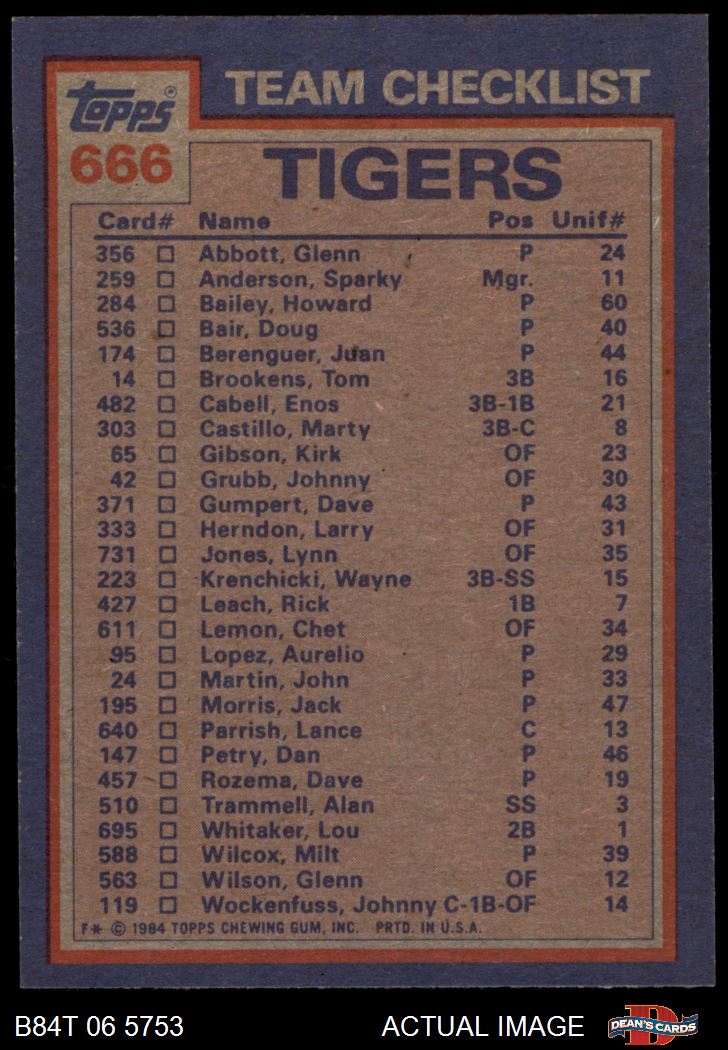 Topps®
TEAM CHECKLIST
666
TIGERS
Card# Name Pos Unif#
356 Abbott, Glenn P 24
259 Anderson, Sparky Mgr. 11
284 Bailey, Howard P 60
536 Bair, Doug P 40
174 Berenguer, Juan P 44
14 Brookens, Tom 3B 16
482 Cabell, Enos 3B-1B 21
303 Castillo, Marty 3B-C 8
65 Gibson, Kirk OF 23
42 Grubb, Johnny OF 30
371 Gumpert, Dave P 43
333 Herndon, Larry OF 31
731 Jones, Lynn OF 35
223 Krenchicki, Wayne 3B-SS 15
427 Leach, Rick 1B 7
611 Lemon, Chet OF 34
95 Lopez, Aurelio P 29
24 Martin, John P 33
195 Morris, Jack P 47
640 Parrish, Lance C 13
147 Petry, Dan P 46
457 Rozema, Dave P 19
510 Trammell, Alan SS 3
695 Whitaker, Lou 2B 1
588 Wilcox, Milt P 39
563 Wilson, Glenn OF 12
119 Wockenfuss, Johnny C-1B-OF 14
F* © 1984 TOPPS CHEWING GUM, INC. PRTD. IN U.S.A.
B84T 06 5753 ACTUAL IMAGE
D
DEAN'S CARDS